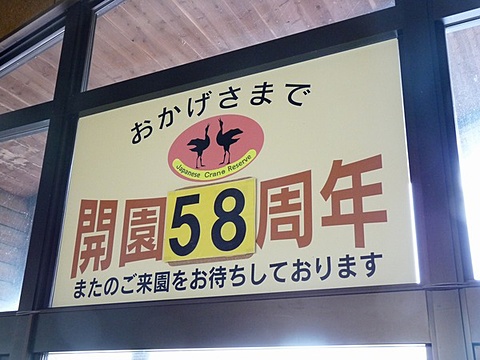 おかげさまで
Japanese Crane Reserve
開園58周年
またのご来園をお待ちしております